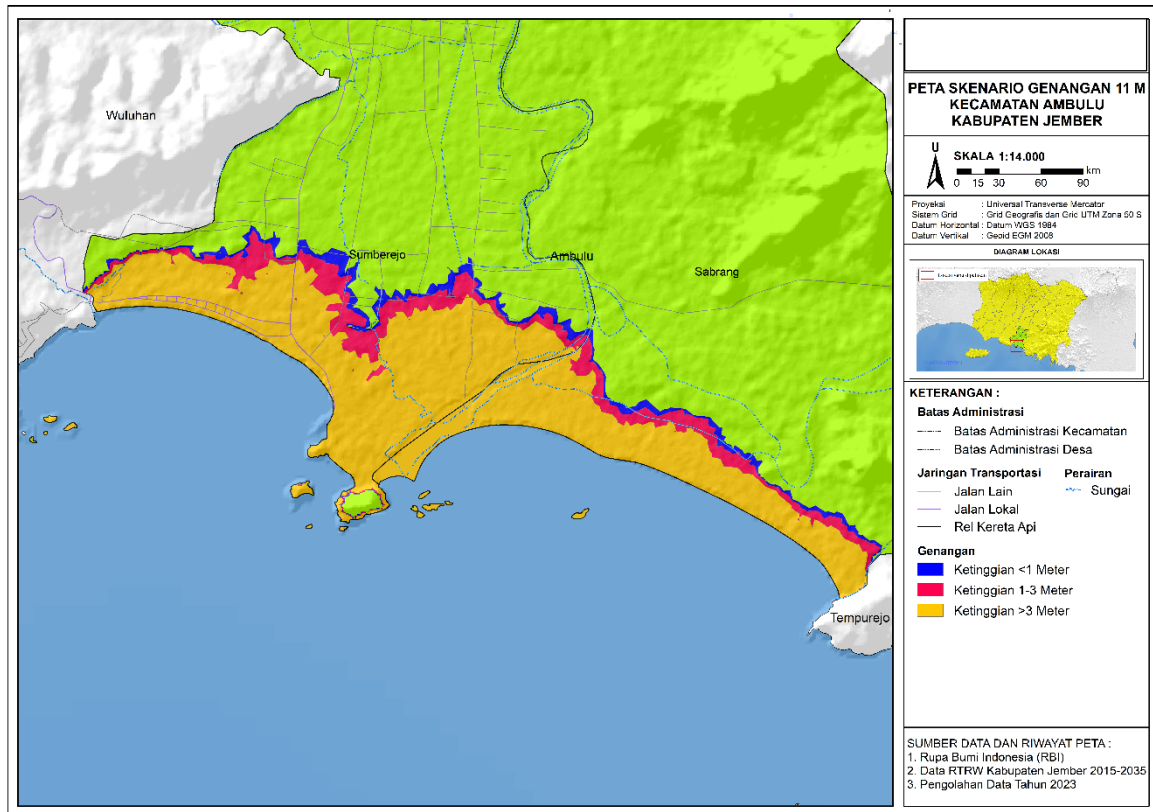 Wuluhan
Sumberejo
Ambulu
Sabrang
Tempurejo
PETA SKENARIO GENANGAN 11 M
KECAMATAN AMBULU
KABUPATEN JEMBER
U
SKALA 1:14.000
km
0 15 30 60 90
Proyeksi : Universal Transverse Mercator
Sistem Grid : Grid Geografis dan Gric UTM Zona 50 S
Datum Horizontal : Datum WGS 1984
Datum Vertikal : Geoid EGM 2008
DIAGRAM LOKASI
KETERANGAN :
Batas Administrasi
Batas Administrasi Kecamatan
Batas Administrasi Desa
Jaringan Transportasi Perairan
Jalan Lain Sungai
Jalan Lokal
Rel Kereta Api
Genangan
Ketinggian <1 Meter
Ketinggian 1-3 Meter
Ketinggian >3 Meter
SUMBER DATA DAN RIWAYAT PETA :
1. Rupa Bumi Indonesia (RBI)
2. Data RTRW Kabupaten Jember 2015-2035
3. Pengolahan Data Tahun 2023